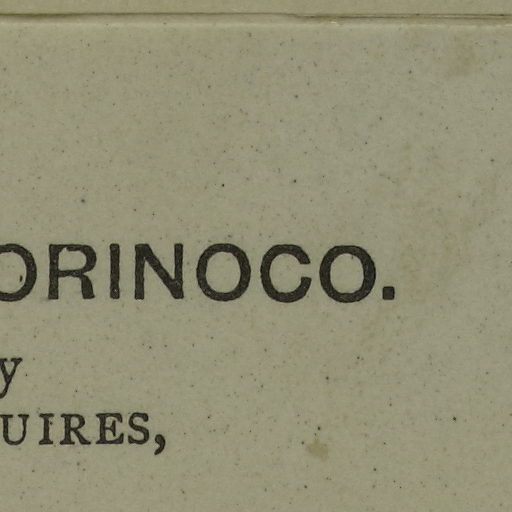 ORINOCO.
y
UIRES,